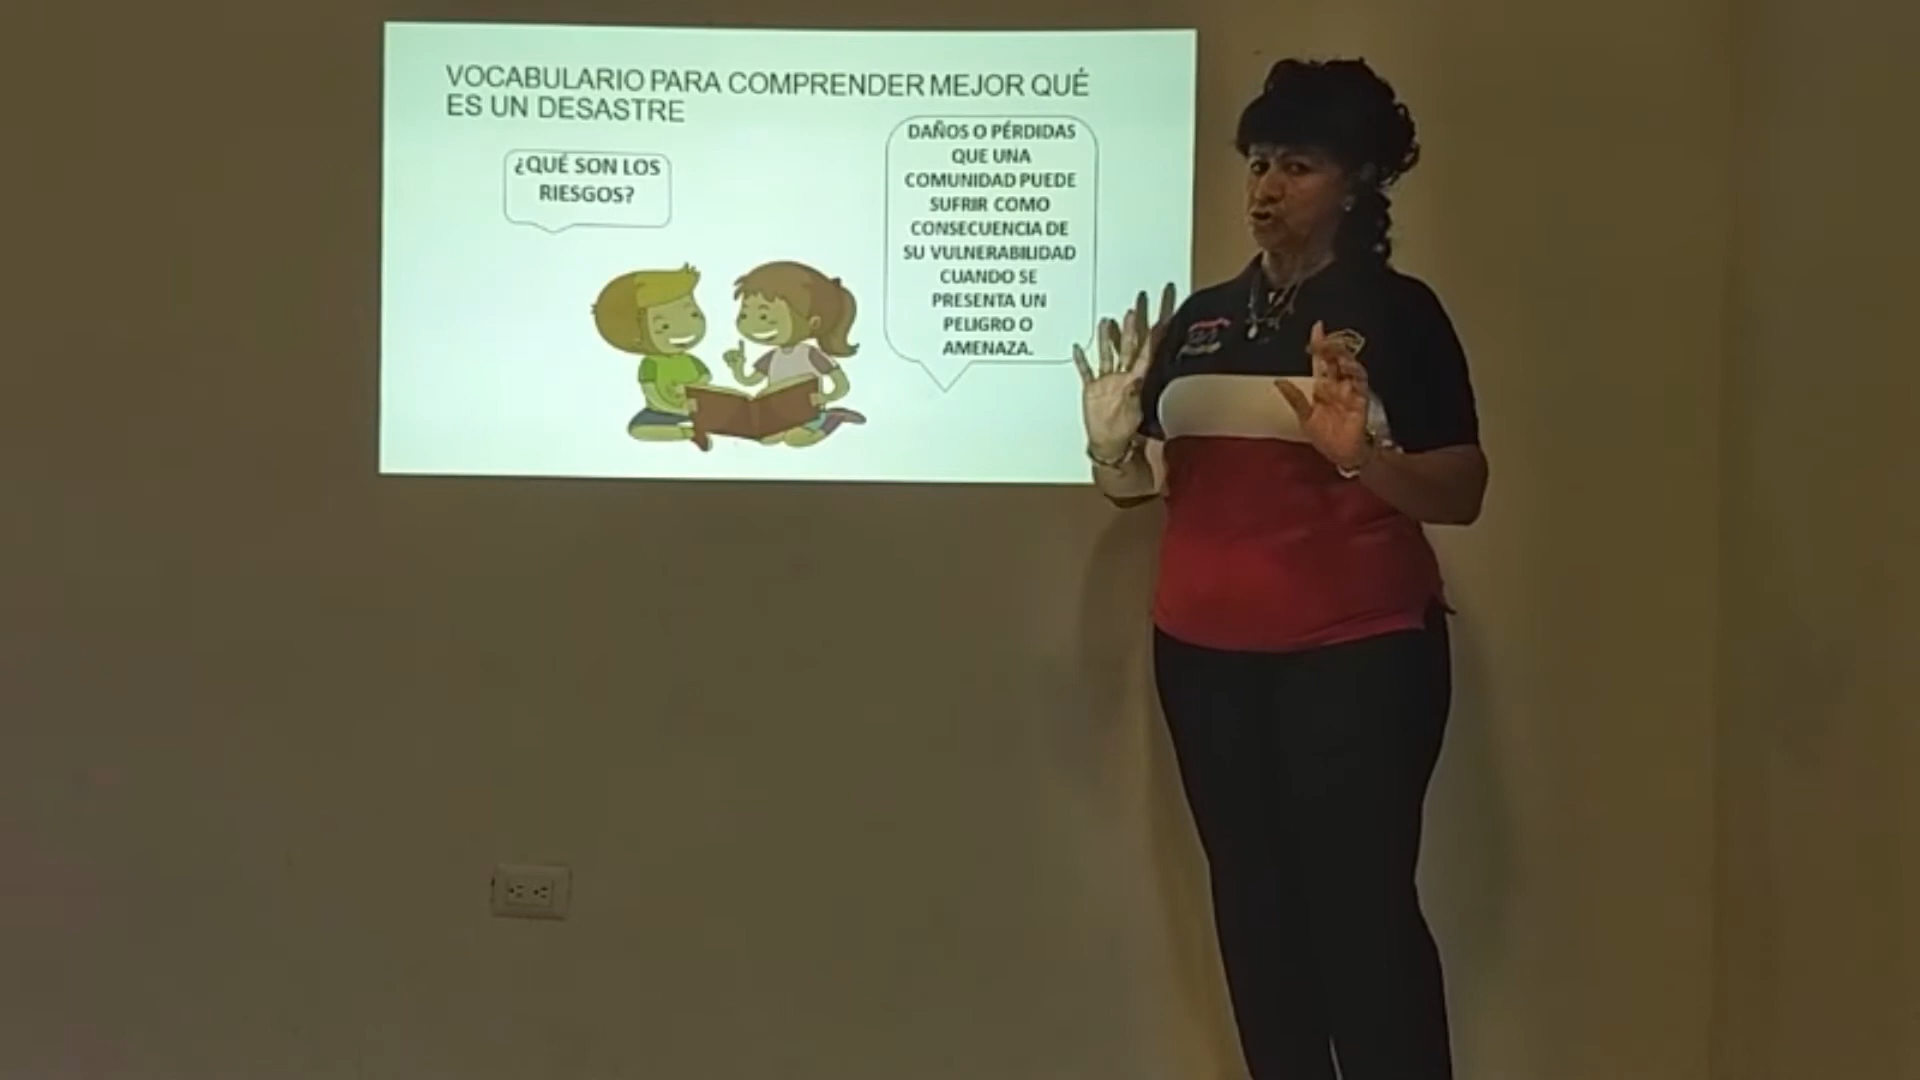 VOCABULARIO PARA COMPRENDER MEJOR QUÉ
ES UN DESASTRE
¿QUÉ SON LOS
RIESGOS?
DAÑOS O PÉRDIDAS
QUE UNA
COMUNIDAD PUEDE
SUFRIR COMO
CONSECUENCIA DE
SU VULNERABILIDAD
CUANDO SE
PRESENTA UN
PELIGRO O
AMENAZA.